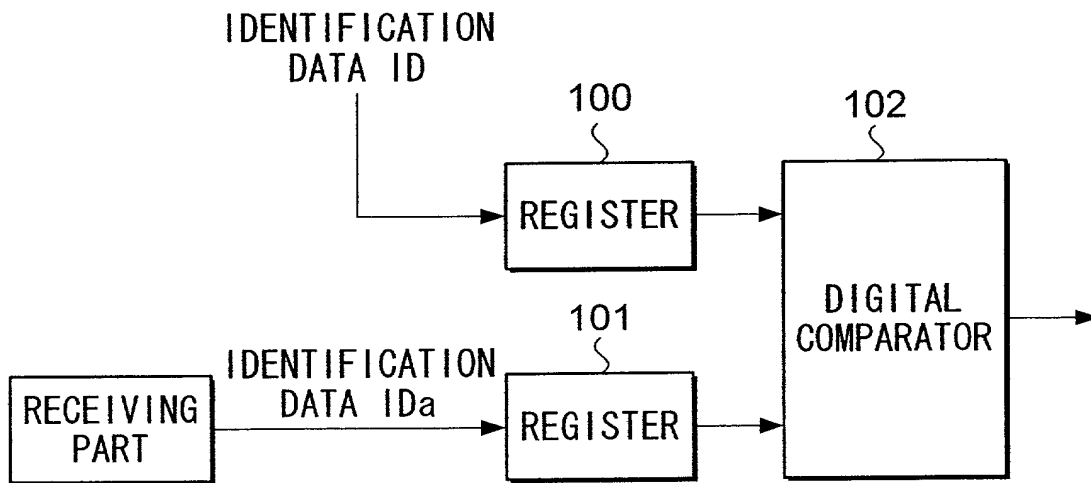 IDENTIFICATION
DATA ID
100
102
REGISTER
DIGITAL
COMPARATOR
101
IDENTIFICATION
DATA IDa
RECEIVING
PART
REGISTER